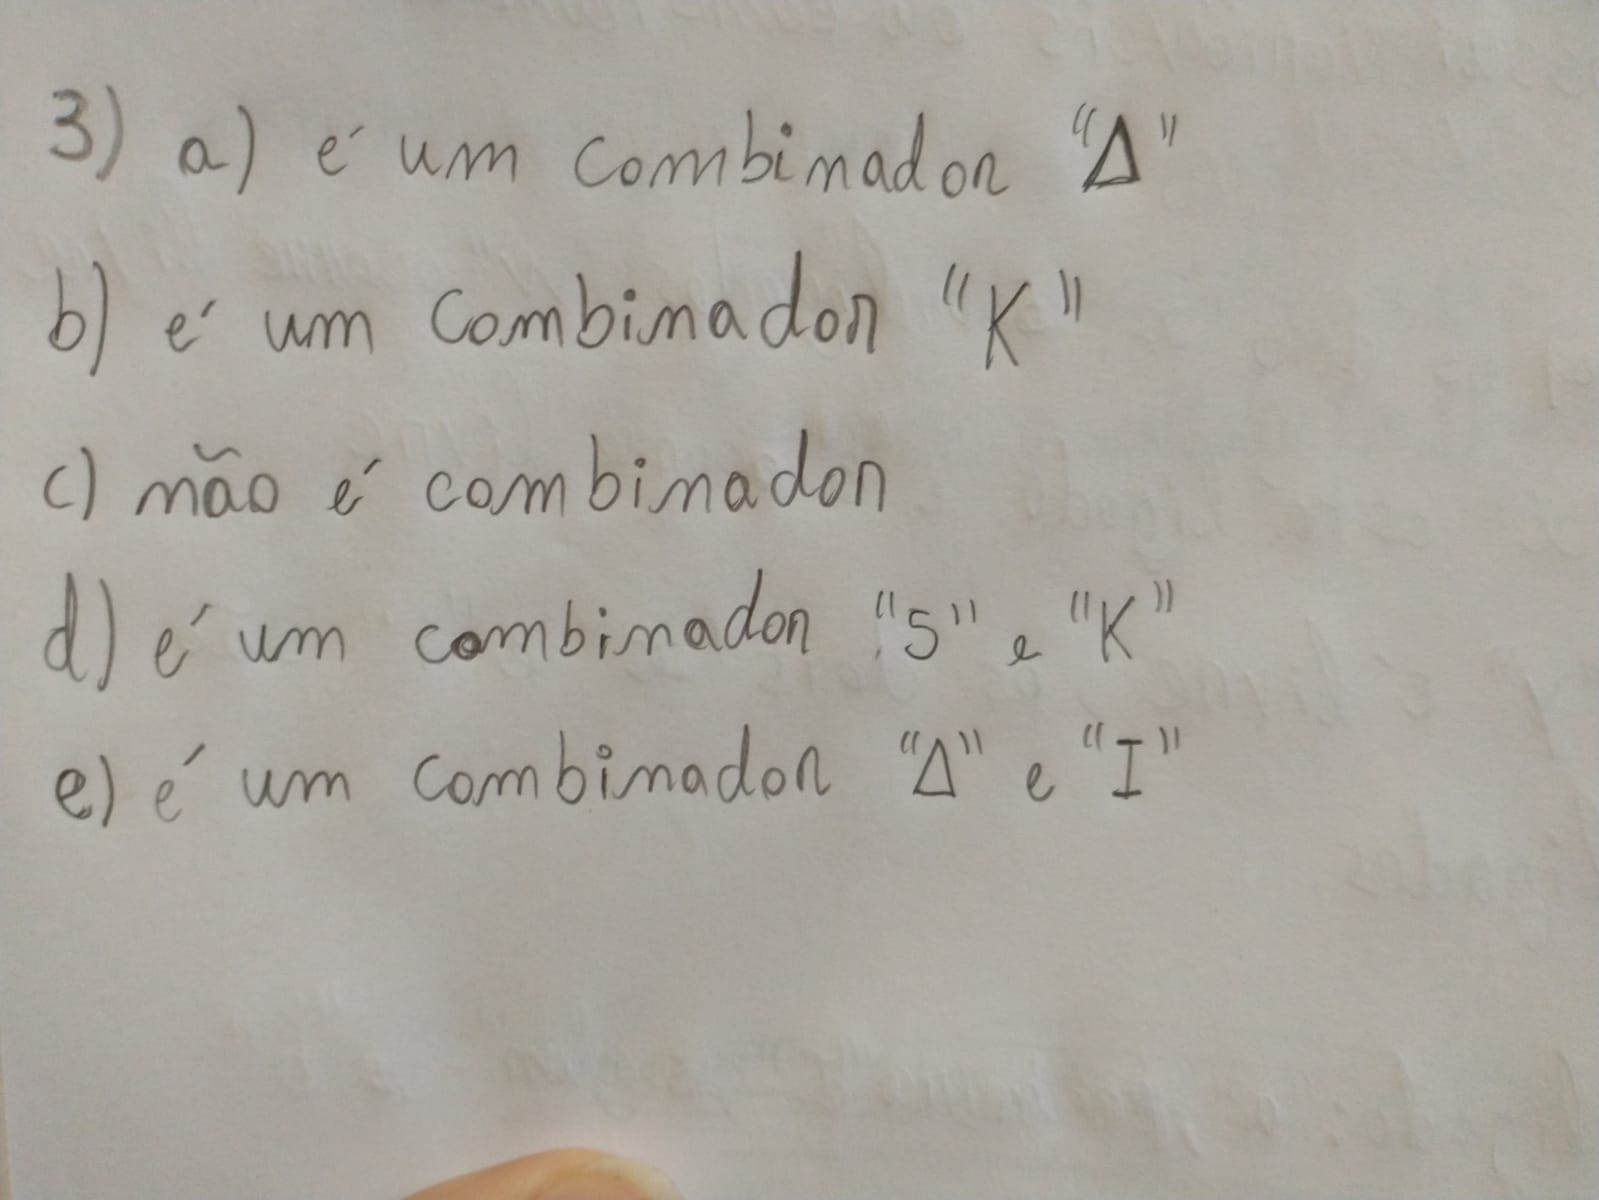 3) a) é um combinador "Δ"
b) é um combinador "K"
c) não é combinador
d) é um combinador "S" e "K"
e) é um combinador "Δ" e "I"